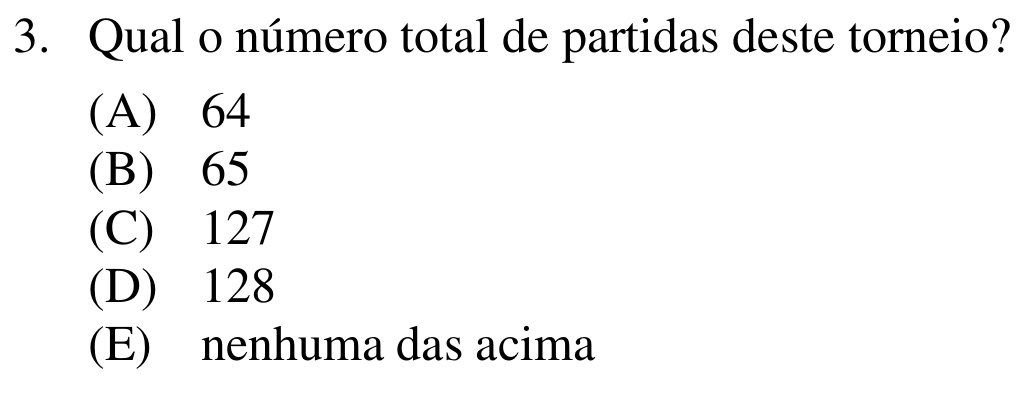 3. Qual o número total de partidas deste torneio?
(A) 64
(B) 65
(C) 127
(D) 128
(E) nenhuma das acima